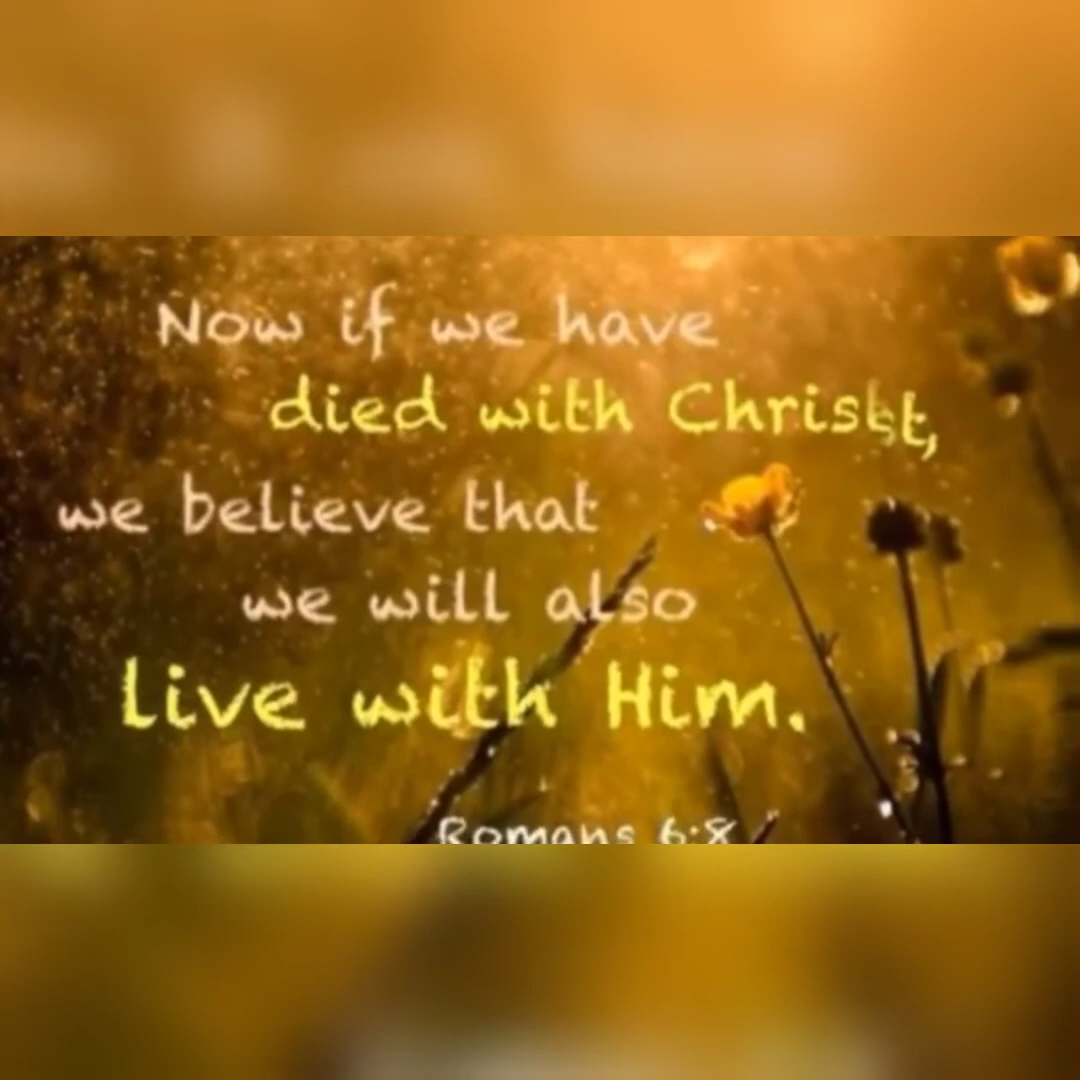 Now if we have
died with Christ,
we believe that
we will also
live with Him.
Romans 6:8